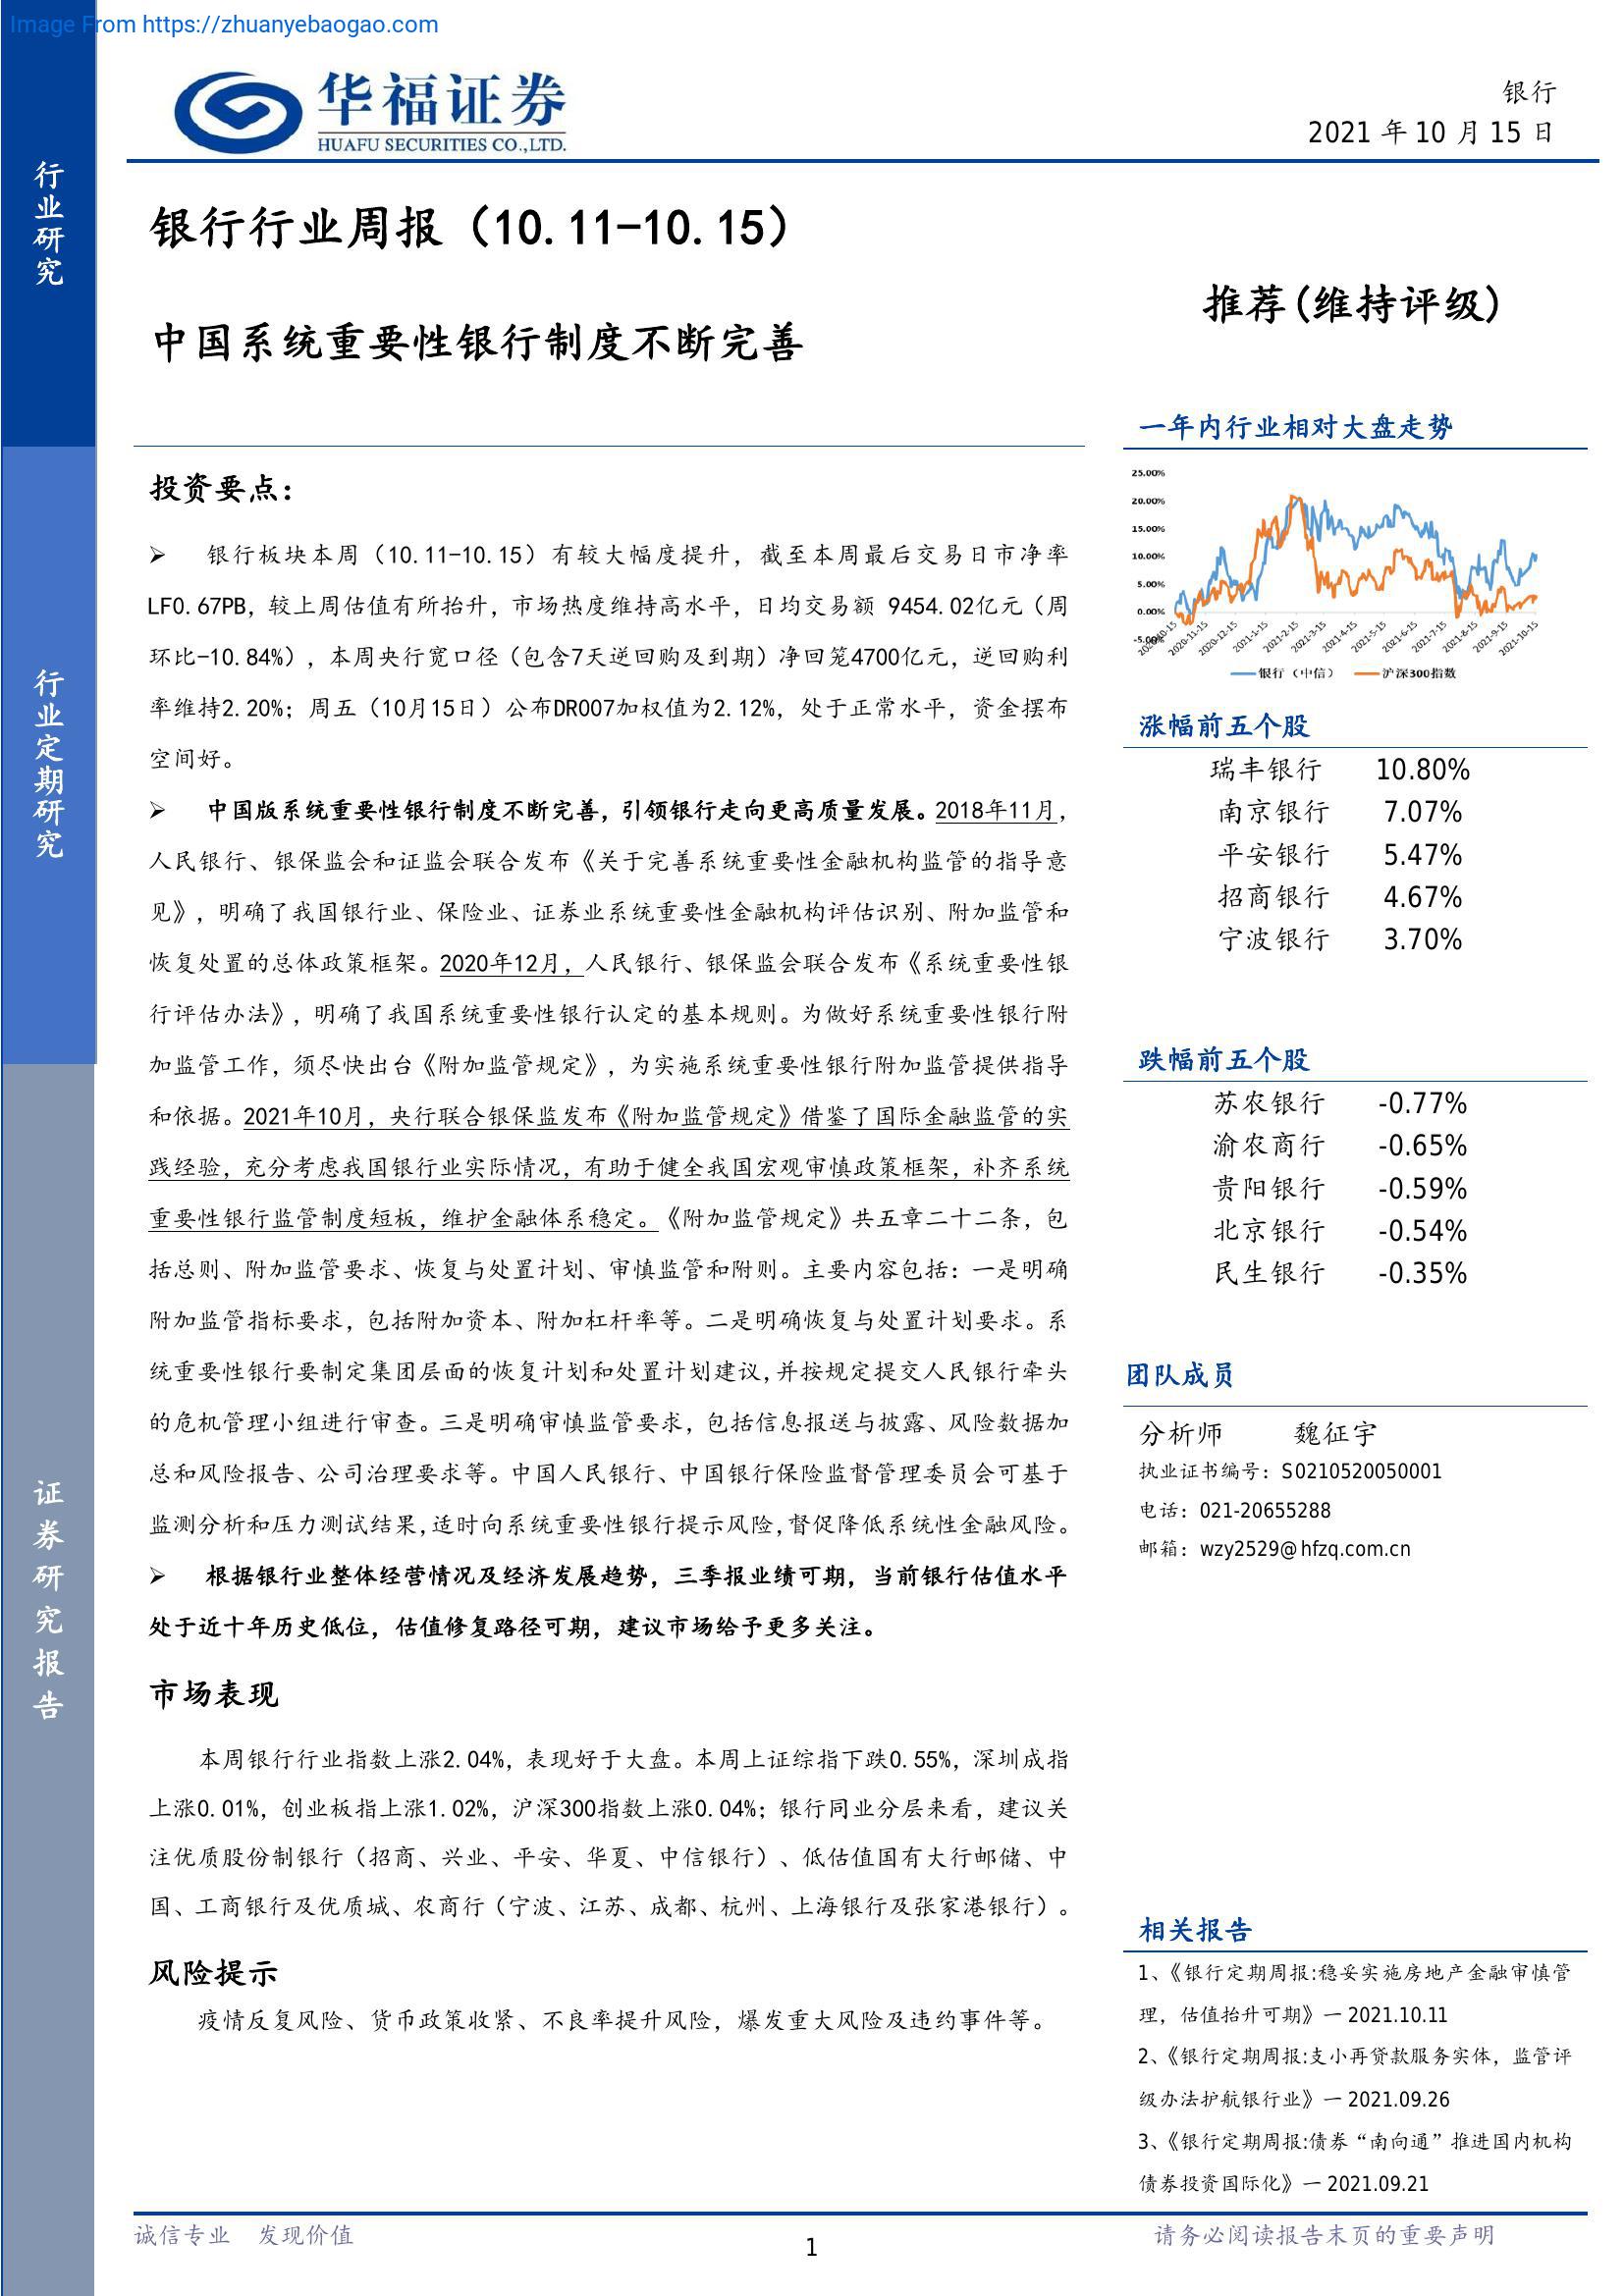 Image From https://zhuanyebaogao.com
华福证券
HUAFU SECURITIES CO.,LTD.
银行
2021 年 10 月 15 日
行业研究
行业定期研究
证券研究报告
银行行业周报（10.11-10.15）
中国系统重要性银行制度不断完善
投资要点：
➢ 银行板块本周（10.11-10.15）有较大幅度提升，截至本周最后交易日市净率
LF0.67PB，较上周估值有所抬升，市场热度维持高水平，日均交易额 9454.02亿元（周
环比-10.84%），本周央行宽口径（包含7天逆回购及到期）净回笼4700亿元，逆回购利
率维持2.20%；周五（10月15日）公布DR007加权值为2.12%，处于正常水平，资金摆布
空间好。
➢ 中国版系统重要性银行制度不断完善，引领银行走向更高质量发展。2018年11月，
人民银行、银保监会和证监会联合发布《关于完善系统重要性金融机构监管的指导意
见》，明确了我国银行业、保险业、证券业系统重要性金融机构评估识别、附加监管和
恢复处置的总体政策框架。2020年12月，人民银行、银保监会联合发布《系统重要性银
行评估办法》，明确了我国系统重要性银行认定的基本规则。为做好系统重要性银行附
加监管工作，须尽快出台《附加监管规定》，为实施系统重要性银行附加监管提供指导
和依据。2021年10月，央行联合银保监发布《附加监管规定》借鉴了国际金融监管的实
践经验，充分考虑我国银行业实际情况，有助于健全我国宏观审慎政策框架，补齐系统
重要性银行监管制度短板，维护金融体系稳定。《附加监管规定》共五章二十二条，包
括总则、附加监管要求、恢复与处置计划、审慎监管和附则。主要内容包括：一是明确
附加监管指标要求，包括附加资本、附加杠杆率等。二是明确恢复与处置计划要求。系
统重要性银行要制定集团层面的恢复计划和处置计划建议,并按规定提交人民银行牵头
的危机管理小组进行审查。三是明确审慎监管要求，包括信息报送与披露、风险数据加
总和风险报告、公司治理要求等。中国人民银行、中国银行保险监督管理委员会可基于
监测分析和压力测试结果,适时向系统重要性银行提示风险,督促降低系统性金融风险。
➢ 根据银行业整体经营情况及经济发展趋势，三季报业绩可期，当前银行估值水平
处于近十年历史低位，估值修复路径可期，建议市场给予更多关注。
市场表现
本周银行行业指数上涨2.04%，表现好于大盘。本周上证综指下跌0.55%，深圳成指
上涨0.01%，创业板指上涨1.02%，沪深300指数上涨0.04%；银行同业分层来看，建议关
注优质股份制银行（招商、兴业、平安、华夏、中信银行）、低估值国有大行邮储、中
国、工商银行及优质城、农商行（宁波、江苏、成都、杭州、上海银行及张家港银行）。
风险提示
疫情反复风险、货币政策收紧、不良率提升风险，爆发重大风险及违约事件等。
推荐(维持评级)
一年内行业相对大盘走势
25.00%
20.00%
15.00%
10.00%
5.00%
0.00%
-5.00%
2020-10-15 2020-11-15 2020-12-15 2021-1-15 2021-2-15 2021-3-15 2021-4-15 2021-5-15 2021-6-15 2021-7-15 2021-8-15 2021-9-15 2021-10-15
银行（中信） 沪深300指数
涨幅前五个股
瑞丰银行 10.80%
南京银行 7.07%
平安银行 5.47%
招商银行 4.67%
宁波银行 3.70%
跌幅前五个股
苏农银行 -0.77%
渝农商行 -0.65%
贵阳银行 -0.59%
北京银行 -0.54%
民生银行 -0.35%
团队成员
分析师 魏征宇
执业证书编号：S0210520050001
电话：021-20655288
邮箱：wzy2529@hfzq.com.cn
相关报告
1、《银行定期周报:稳妥实施房地产金融审慎管
理，估值抬升可期》一 2021.10.11
2、《银行定期周报:支小再贷款服务实体，监管评
级办法护航银行业》一 2021.09.26
3、《银行定期周报:债券“南向通”推进国内机构
债券投资国际化》一 2021.09.21
诚信专业 发现价值
1
请务必阅读报告末页的重要声明